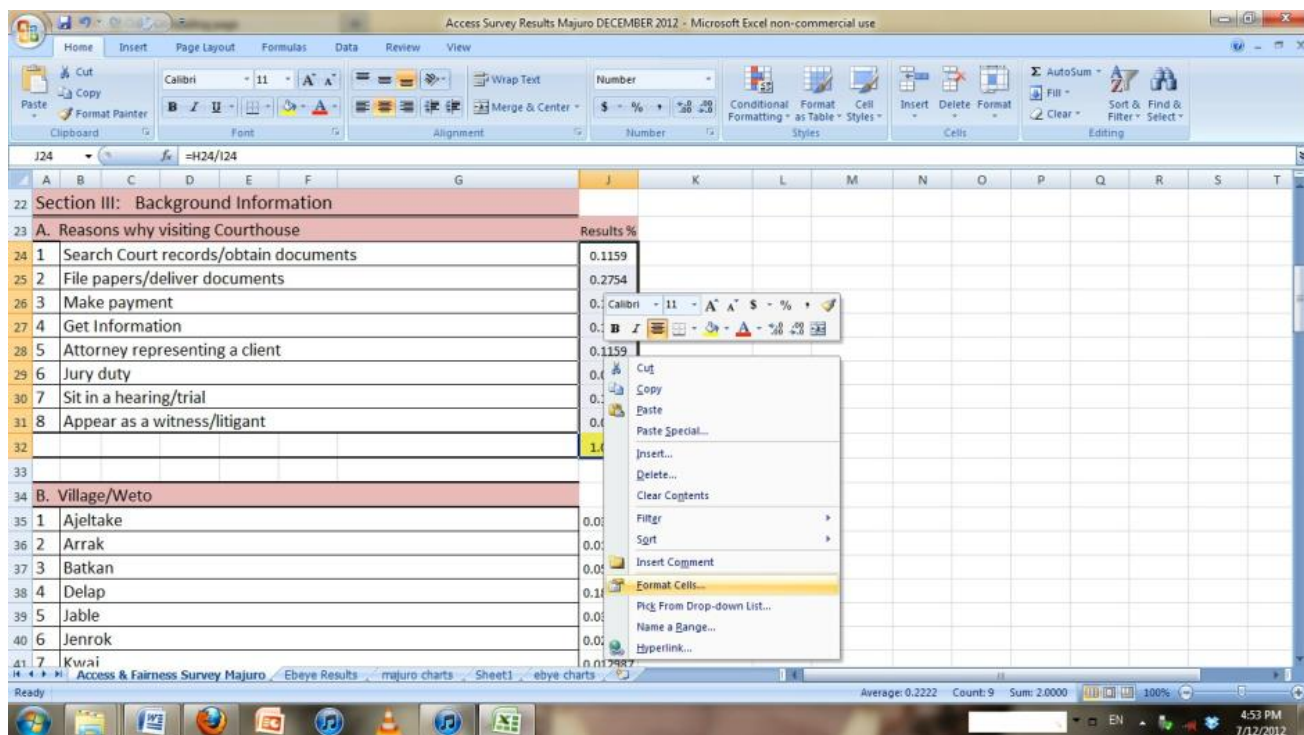 Access Survey Results Majuro DECEMBER 2012 - Microsoft Excel non-commercial use
Home Insert Page Layout Formulas Data Review View
Paste Cut Copy Format Painter
Calibri 11 A A Wrap Text Number
B I U A Merge & Center $ % ,
Conditional Formatting Format as Table Cell Styles Insert Delete Format
Σ AutoSum Fill Clear Sort & Filter Find & Select
Clipboard Font Alignment Number Styles Cells Editing
J24 fx =H24/I24
A B C D E F G J K L M N O P Q R S T
22 Section III: Background Information
23 A. Reasons why visiting Courthouse Results %
24 1 Search Court records/obtain documents 0.1159
25 2 File papers/deliver documents 0.2754
26 3 Make payment
27 4 Get Information
28 5 Attorney representing a client 0.1159
29 6 Jury duty
30 7 Sit in a hearing/trial
31 8 Appear as a witness/litigant
32
33
34 B. Village/Weto
35 1 Ajeltake
36 2 Arrak
37 3 Batkan
38 4 Delap
39 5 Jable
40 6 Jenrok
41 7 Kwai 0.012987
Calibri 11 A A $ % ,
B I A
Cut
Copy
Paste
Paste Special...
Insert...
Delete...
Clear Contents
Filter
Sort
Insert Comment
Format Cells...
Pick From Drop-down List...
Name a Range...
Hyperlink...
Access & Fairness Survey Majuro Ebeye Results majuro charts Sheet1 ebye charts
Ready Average: 0.2222 Count: 9 Sum: 2.0000 100%
EN 4:53 PM
7/12/2012